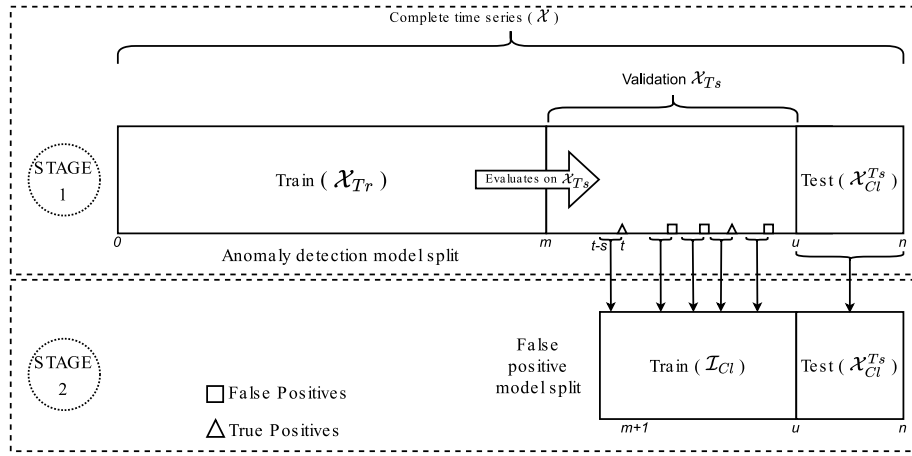 Complete time series ( 𝒳 )
Validation 𝒳_Ts
STAGE
1
Train ( 𝒳_Tr )
Evaluates on 𝒳_Ts
Test ( 𝒳_Cl^Ts )
0
m
t-s
t
u
n
Anomaly detection model split
STAGE
2
False
positive
model split
Train ( ℐ_Cl )
Test ( 𝒳_Cl^Ts )
False Positives
True Positives
m+1
u
n